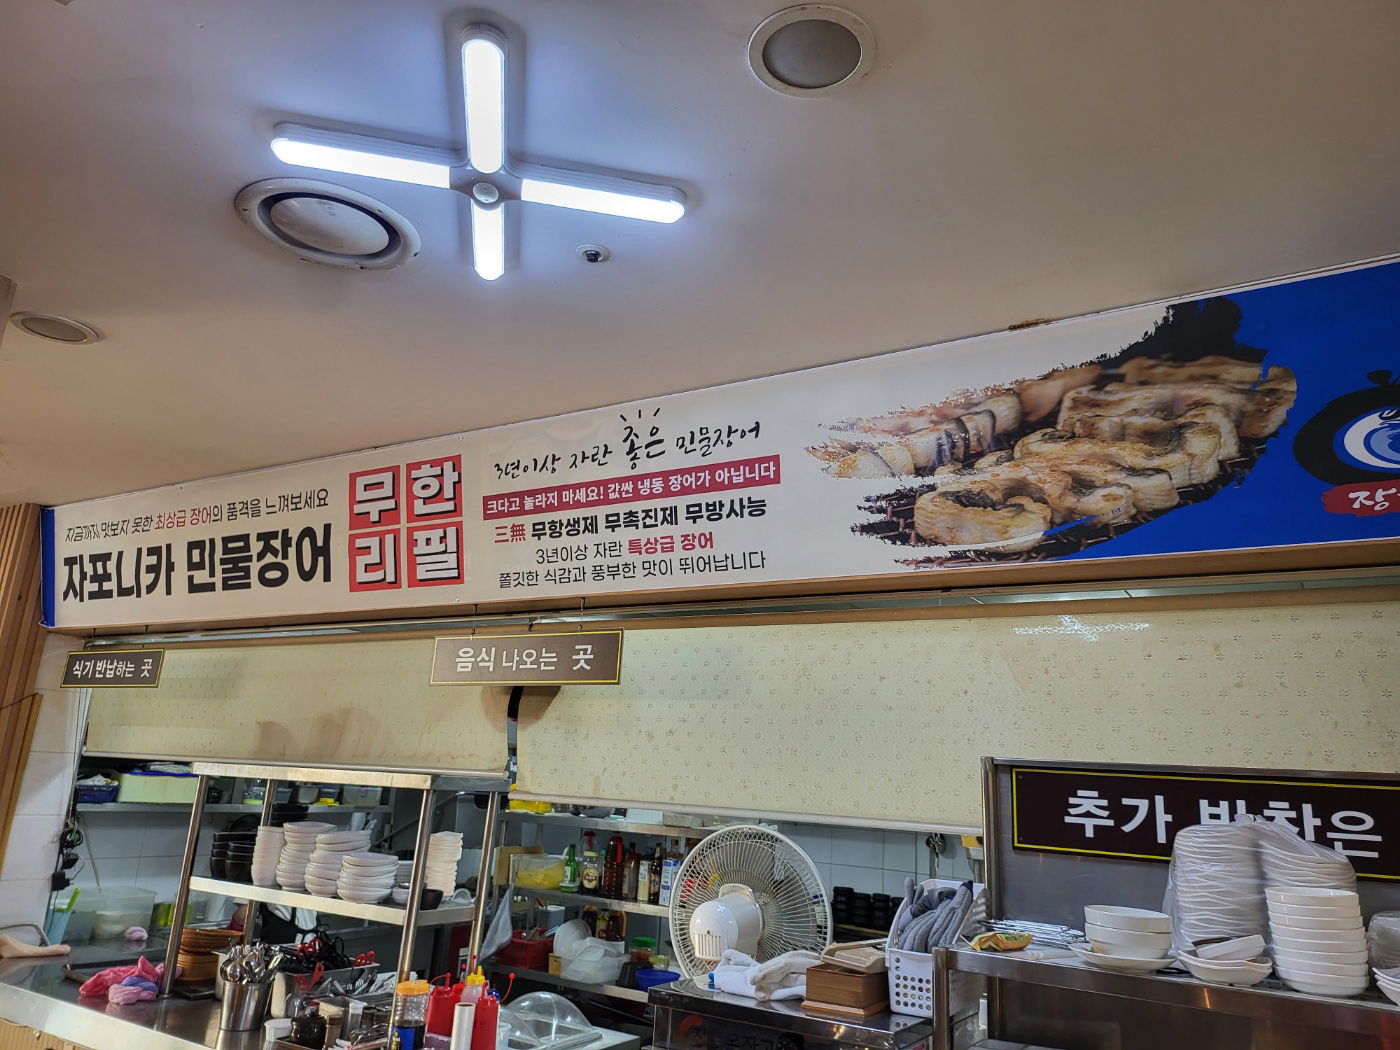 지금까지 맛보지 못한 최상급 장어의 품격을 느껴보세요
자포니카 민물장어
무한
리필
3년이상 자란 좋은 민물장어
크다고 놀라지 마세요! 값싼 냉동 장어가 아닙니다
三無 무항생제 무촉진제 무방사능
3년이상 자란 특상급 장어
쫄깃한 식감과 풍부한 맛이 뛰어납니다
식기 반납하는 곳
음식 나오는 곳
추가 반찬은